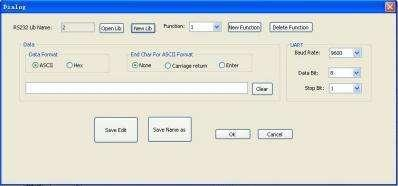 Dialog
RS232 Lib Name: 2 Open Lib New Lib Function: 1 New Function Delete Function
Data
Data Format
ASCII Hex
End Char For ASCII Format
None Carriage return Enter
Clear
UART
Baud Rate: 9600
Data Bit: 8
Stop Bit: 1
Save Edit Save Name as Ok Cancel